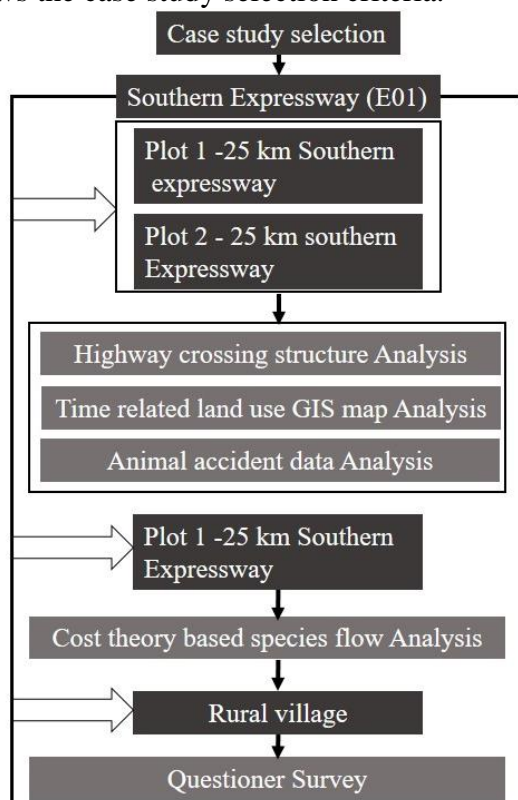 the case study selection criteria.
Case study selection
Southern Expressway (E01)
Plot 1 -25 km Southern
expressway
Plot 2 - 25 km southern
Expressway
Highway crossing structure Analysis
Time related land use GIS map Analysis
Animal accident data Analysis
Plot 1 -25 km Southern
Expressway
Cost theory based species flow Analysis
Rural village
Questioner Survey